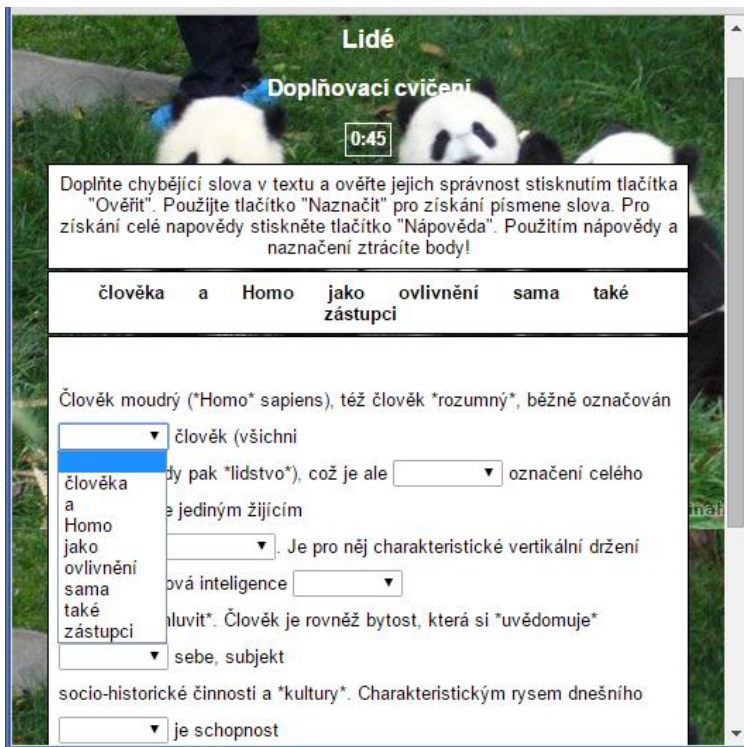 Lidé
Doplňovací cvičení
0:45
Doplňte chybějící slova v textu a ověřte jejich správnost stisknutím tlačítka
"Ověřit". Použijte tlačítko "Naznačit" pro získání písmene slova. Pro
získání celé napovědy stiskněte tlačítko "Nápověda". Použitím nápovědy a
naznačení ztrácíte body!
člověka a Homo jako ovlivnění sama také
zástupci
Člověk moudrý (*Homo* sapiens), též člověk *rozumný*, běžně označován
člověk (všichni
dy pak *lidstvo*), což je ale označení celého
e jediným žijícím
. Je pro něj charakteristické vertikální držení
ová inteligence
luvit*. Člověk je rovněž bytost, která si *uvědomuje*
sebe, subjekt
socio-historické činnosti a *kultury*. Charakteristickým rysem dnešního
je schopnost
člověka
a
Homo
jako
ovlivnění
sama
také
zástupci